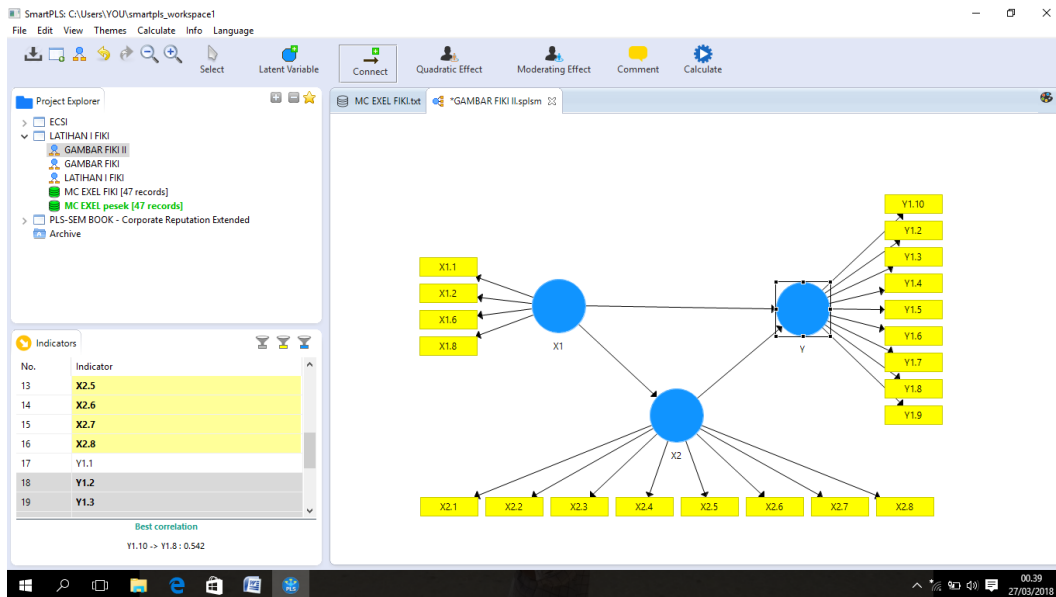 SmartPLS: C:\Users\YOU\smartpls_workspace1
File Edit View Themes Calculate Info Language
Select
Latent Variable
Connect
Quadratic Effect
Moderating Effect
Comment
Calculate
Project Explorer
ECSI
LATIHAN I FIKI
GAMBAR FIKI II
GAMBAR FIKI
LATIHAN I FIKI
MC EXEL FIKI [47 records]
MC EXEL pesek [47 records]
PLS-SEM BOOK - Corporate Reputation Extended
Archive
Indicators
No. Indicator
13 X2.5
14 X2.6
15 X2.7
16 X2.8
17 Y1.1
18 Y1.2
19 Y1.3
Best correlation
Y1.10 -> Y1.8 : 0.542
MC EXEL FIKI.txt
*GAMBAR FIKI II.splsm
X1.1
X1.2
X1.6
X1.8
X1
Y1.10
Y1.2
Y1.3
Y1.4
Y1.5
Y1.6
Y1.7
Y1.8
Y1.9
Y
X2
X2.1 X2.2 X2.3 X2.4 X2.5 X2.6 X2.7 X2.8
PLS
00.39
27/03/2018